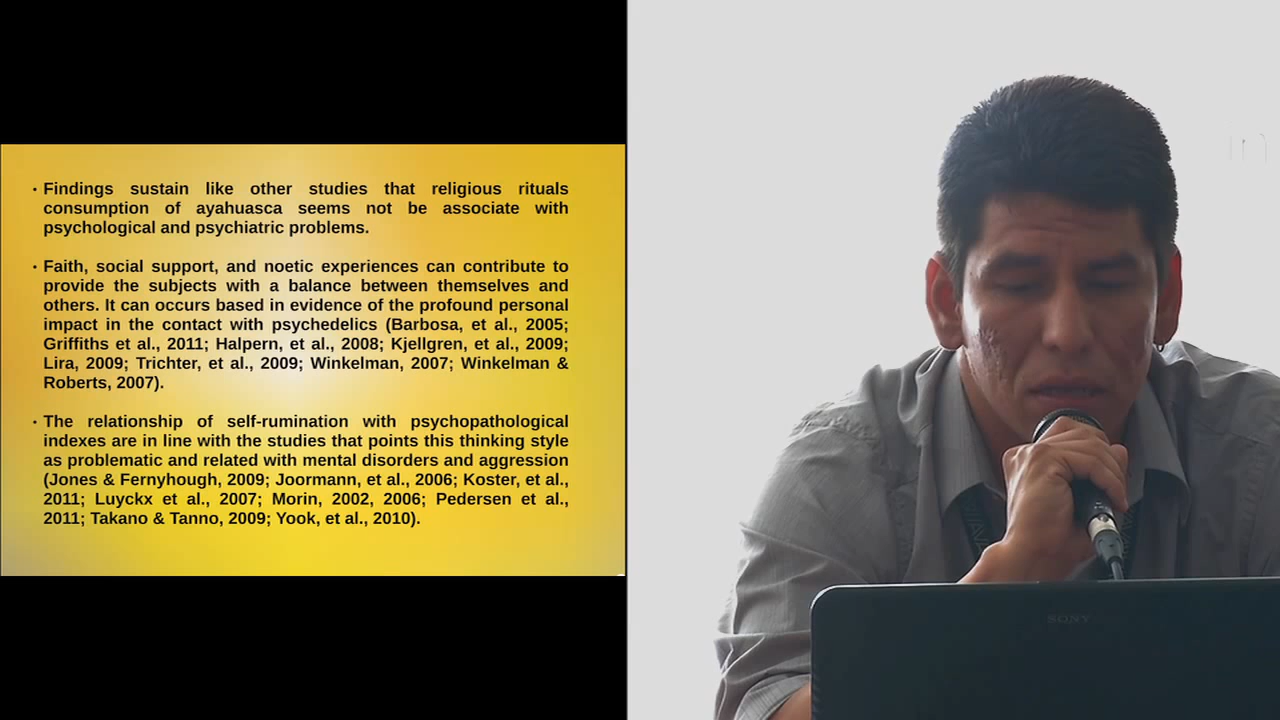 • Findings sustain like other studies that religious rituals
consumption of ayahuasca seems not be associate with
psychological and psychiatric problems.
• Faith, social support, and noetic experiences can contribute to
provide the subjects with a balance between themselves and
others. It can occurs based in evidence of the profound personal
impact in the contact with psychedelics (Barbosa, et al., 2005;
Griffiths et al., 2011; Halpern, et al., 2008; Kjellgren, et al., 2009;
Lira, 2009; Trichter, et al., 2009; Winkelman, 2007; Winkelman &
Roberts, 2007).
• The relationship of self-rumination with psychopathological
indexes are in line with the studies that points this thinking style
as problematic and related with mental disorders and aggression
(Jones & Fernyhough, 2009; Joormann, et al., 2006; Koster, et al.,
2011; Luyckx et al., 2007; Morin, 2002, 2006; Pedersen et al.,
2011; Takano & Tanno, 2009; Yook, et al., 2010).
in
SONY